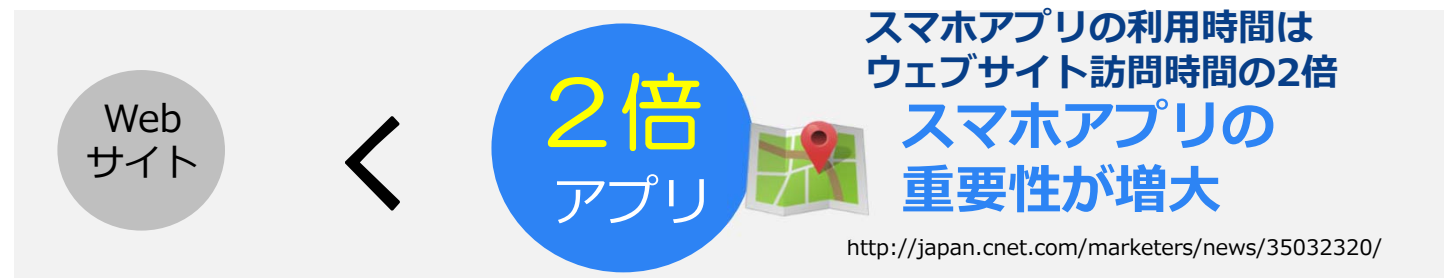 Web
サイト
<
2倍
アプリ
スマホアプリの利用時間は
ウェブサイト訪問時間の2倍
スマホアプリの
重要性が増大
http://japan.cnet.com/marketers/news/35032320/